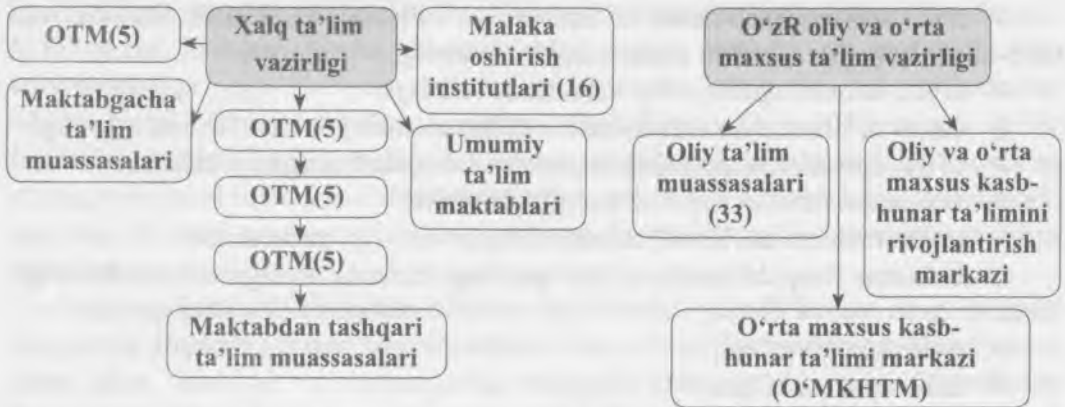 OTM(5)
Xalq ta’lim
vazirligi
Malaka
oshirish
institutlari (16)
Maktabgacha
ta’lim
muassasalari
OTM(5)
OTM(5)
OTM(5)
Umumiy
ta’lim
maktablari
Maktabdan tashqari
ta’lim muassasalari
O‘zR oliy va o‘rta
maxsus ta’lim vazirligi
Oliy ta’lim
muassasalari
(33)
Oliy va o‘rta
maxsus kasb-
hunar ta’limini
rivojlantirish
markazi
O‘rta maxsus kasb-
hunar ta’limi markazi
(O‘MKHTM)